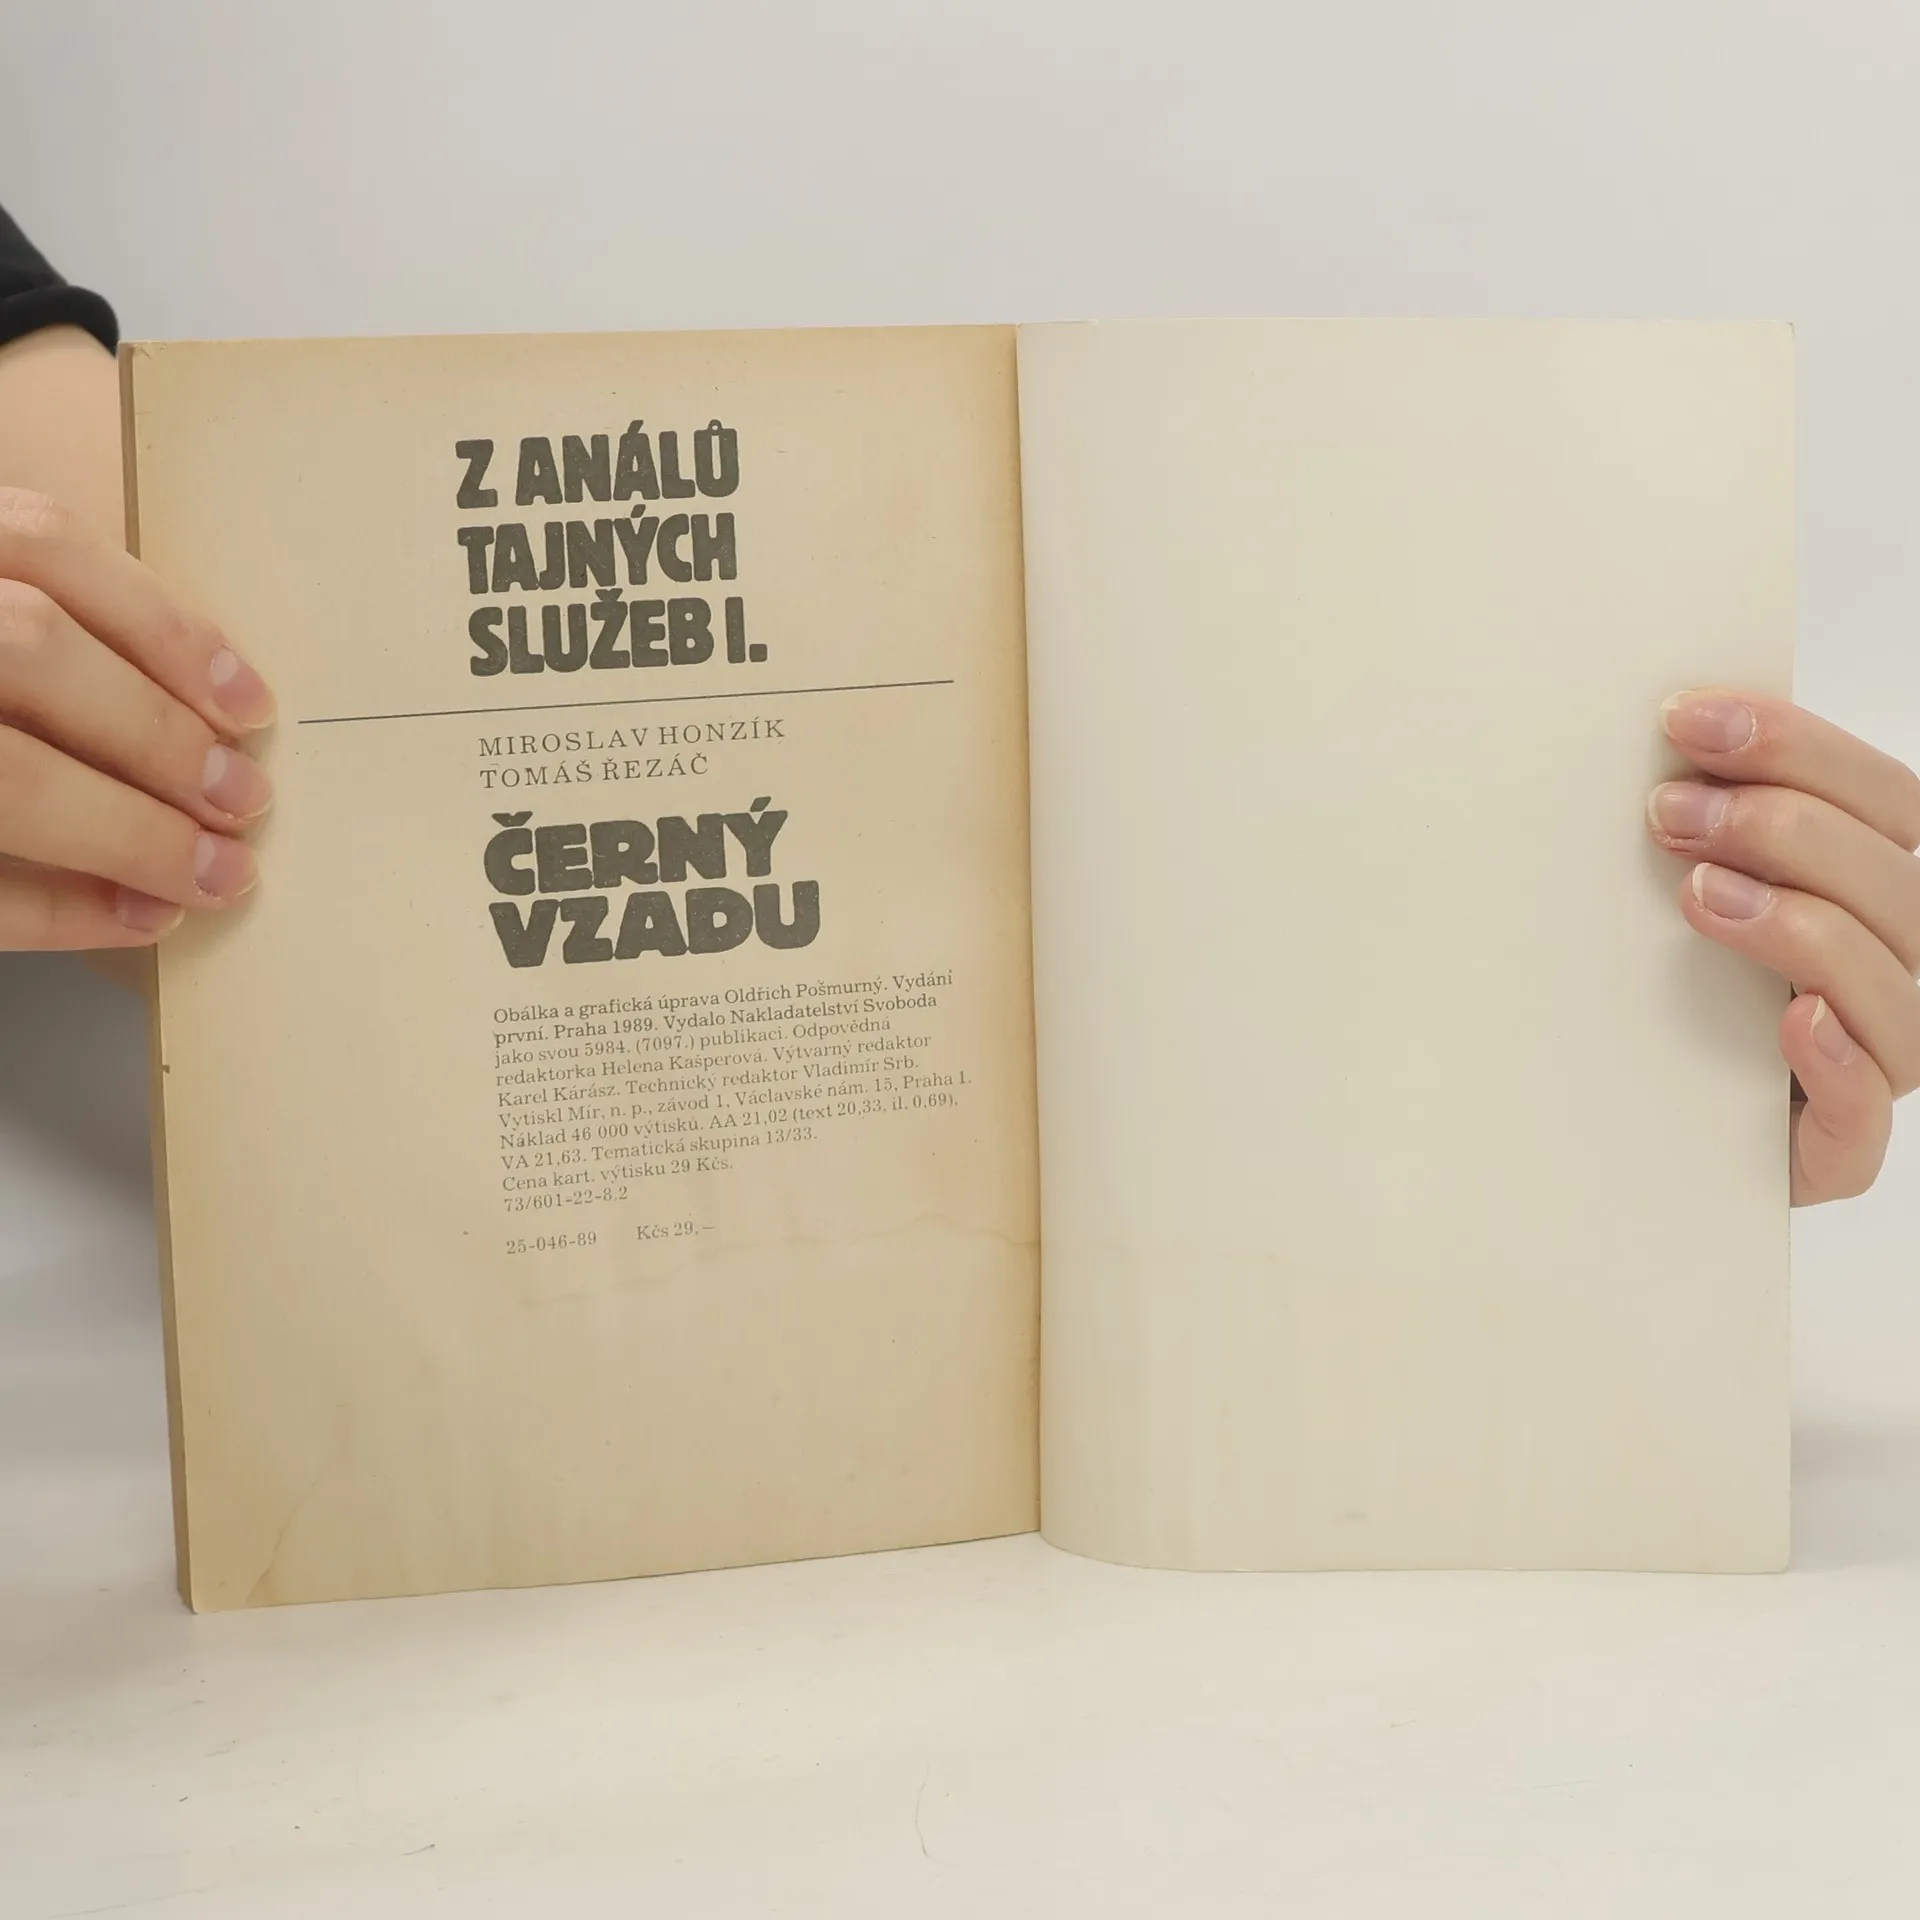 Z ANÁLŮ
TAJNÝCH
SLUŽEB I.
MIROSLAV HONZÍK
TOMÁŠ ŘEZÁČ
ČERNÝ
VZADU
Obálka a grafická úprava Oldřich Pošmurný. Vydání
první. Praha 1989. Vydalo Nakladatelství Svoboda
jako svou 5984. (7097.) publikaci. Odpovědná
redaktorka Helena Kašperová. Výtvarný redaktor
Karel Kárász. Technický redaktor Vladimír Srb.
Vytiskl Mír, n. p., závod 1, Václavské nám. 15, Praha 1.
Náklad 46 000 výtisků. AA 21,02 (text 20,33, il. 0,69),
VA 21,63. Tematická skupina 13/33.
Cena kart. výtisku 29 Kčs.
73/601-22-8.2
25-046-89 Kčs 29,—